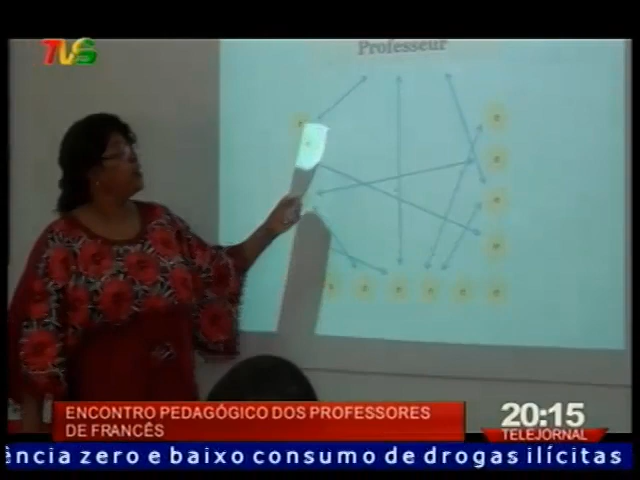 TVS
Professeur
ENCONTRO PEDAGÓGICO DOS PROFESSORES
DE FRANCÊS
20:15
TELEJORNAL
ência zero e baixo consumo de drogas ilícitas